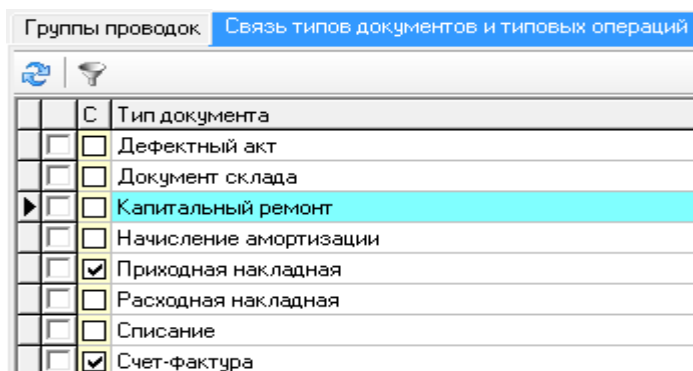 Группы проводок Связь типов документов и типовых операций
С Тип документа
Дефектный акт
Документ склада
Капитальный ремонт
Начисление амортизации
Приходная накладная
Расходная накладная
Списание
Счет-фактура